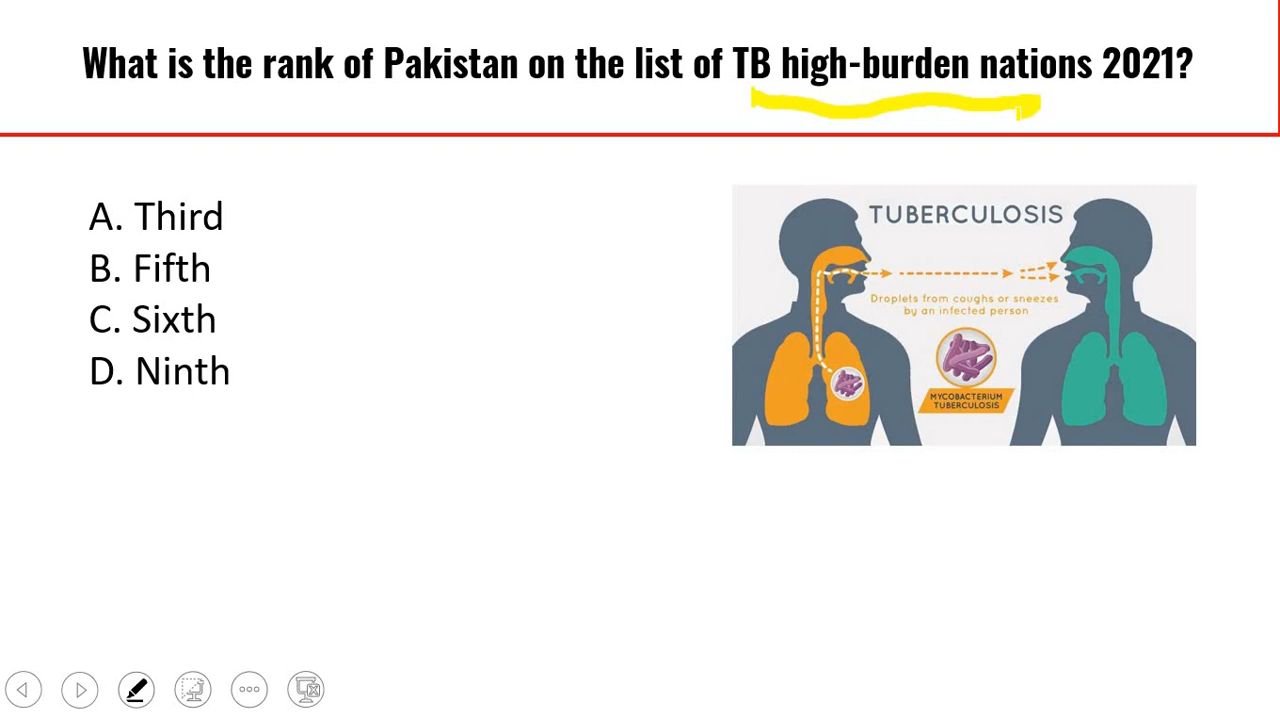 What is the rank of Pakistan on the list of TB high-burden nations 2021?
A. Third
B. Fifth
C. Sixth
D. Ninth
TUBERCULOSIS
Droplets from coughs or sneezes
by an infected person
MYCOBACTERIUM
TUBERCULOSIS